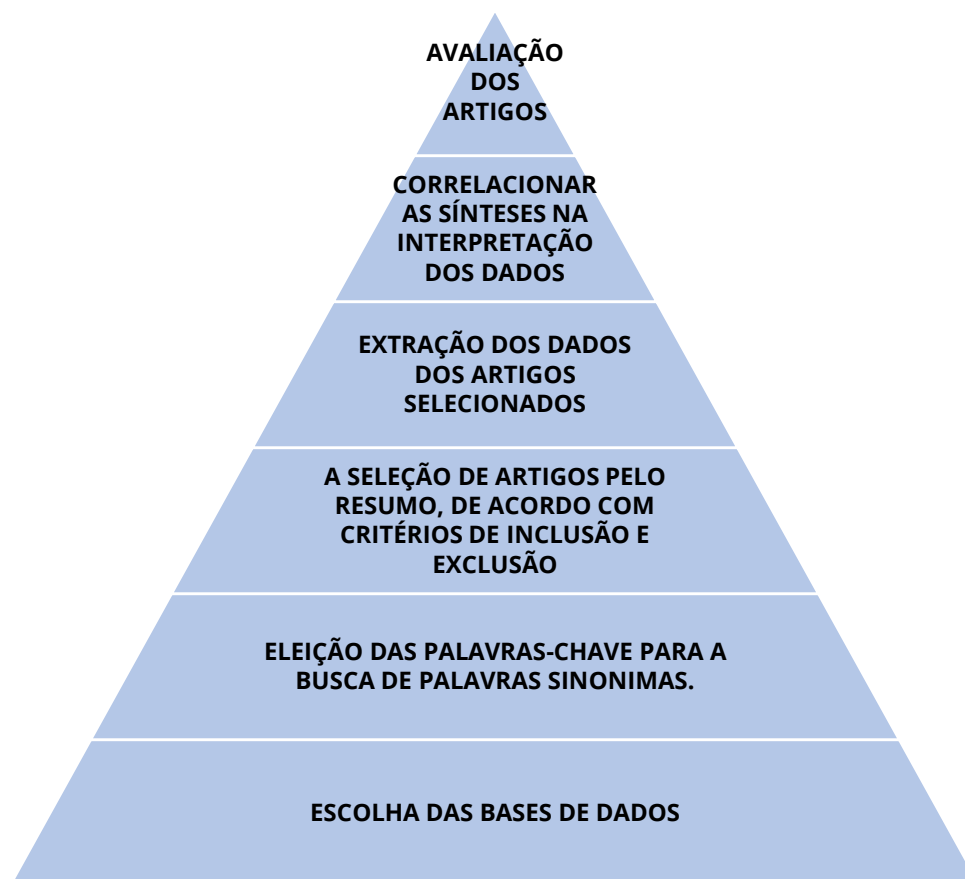 AVALIAÇÃO
DOS
ARTIGOS
CORRELACIONAR
AS SÍNTESES NA
INTERPRETAÇÃO
DOS DADOS
EXTRAÇÃO DOS DADOS
DOS ARTIGOS
SELECIONADOS
A SELEÇÃO DE ARTIGOS PELO
RESUMO, DE ACORDO COM
CRITÉRIOS DE INCLUSÃO E
EXCLUSÃO
ELEIÇÃO DAS PALAVRAS-CHAVE PARA A
BUSCA DE PALAVRAS SINONIMAS.
ESCOLHA DAS BASES DE DADOS